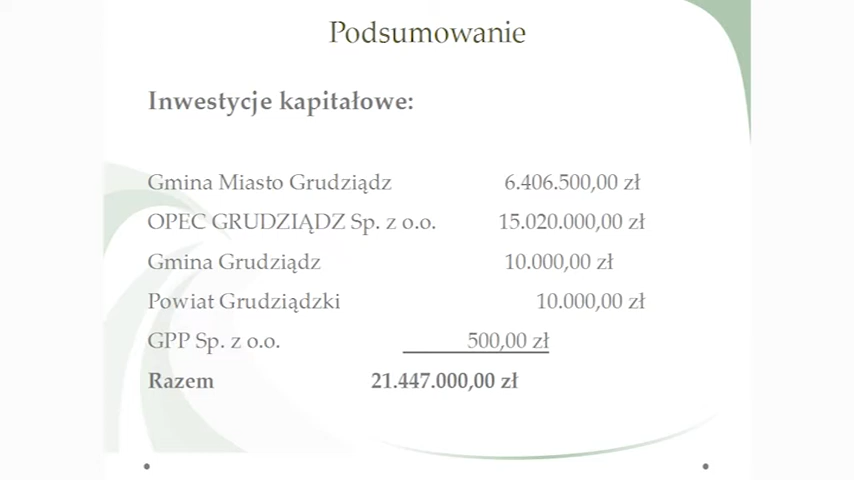 Podsumowanie
Inwestycje kapitałowe:
Gmina Miasto Grudziądz 6.406.500,00 zł
OPEC GRUDZIĄDZ Sp. z o.o. 15.020.000,00 zł
Gmina Grudziądz 10.000,00 zł
Powiat Grudziądzki 10.000,00 zł
GPP Sp. z o.o. 500,00 zł
Razem 21.447.000,00 zł